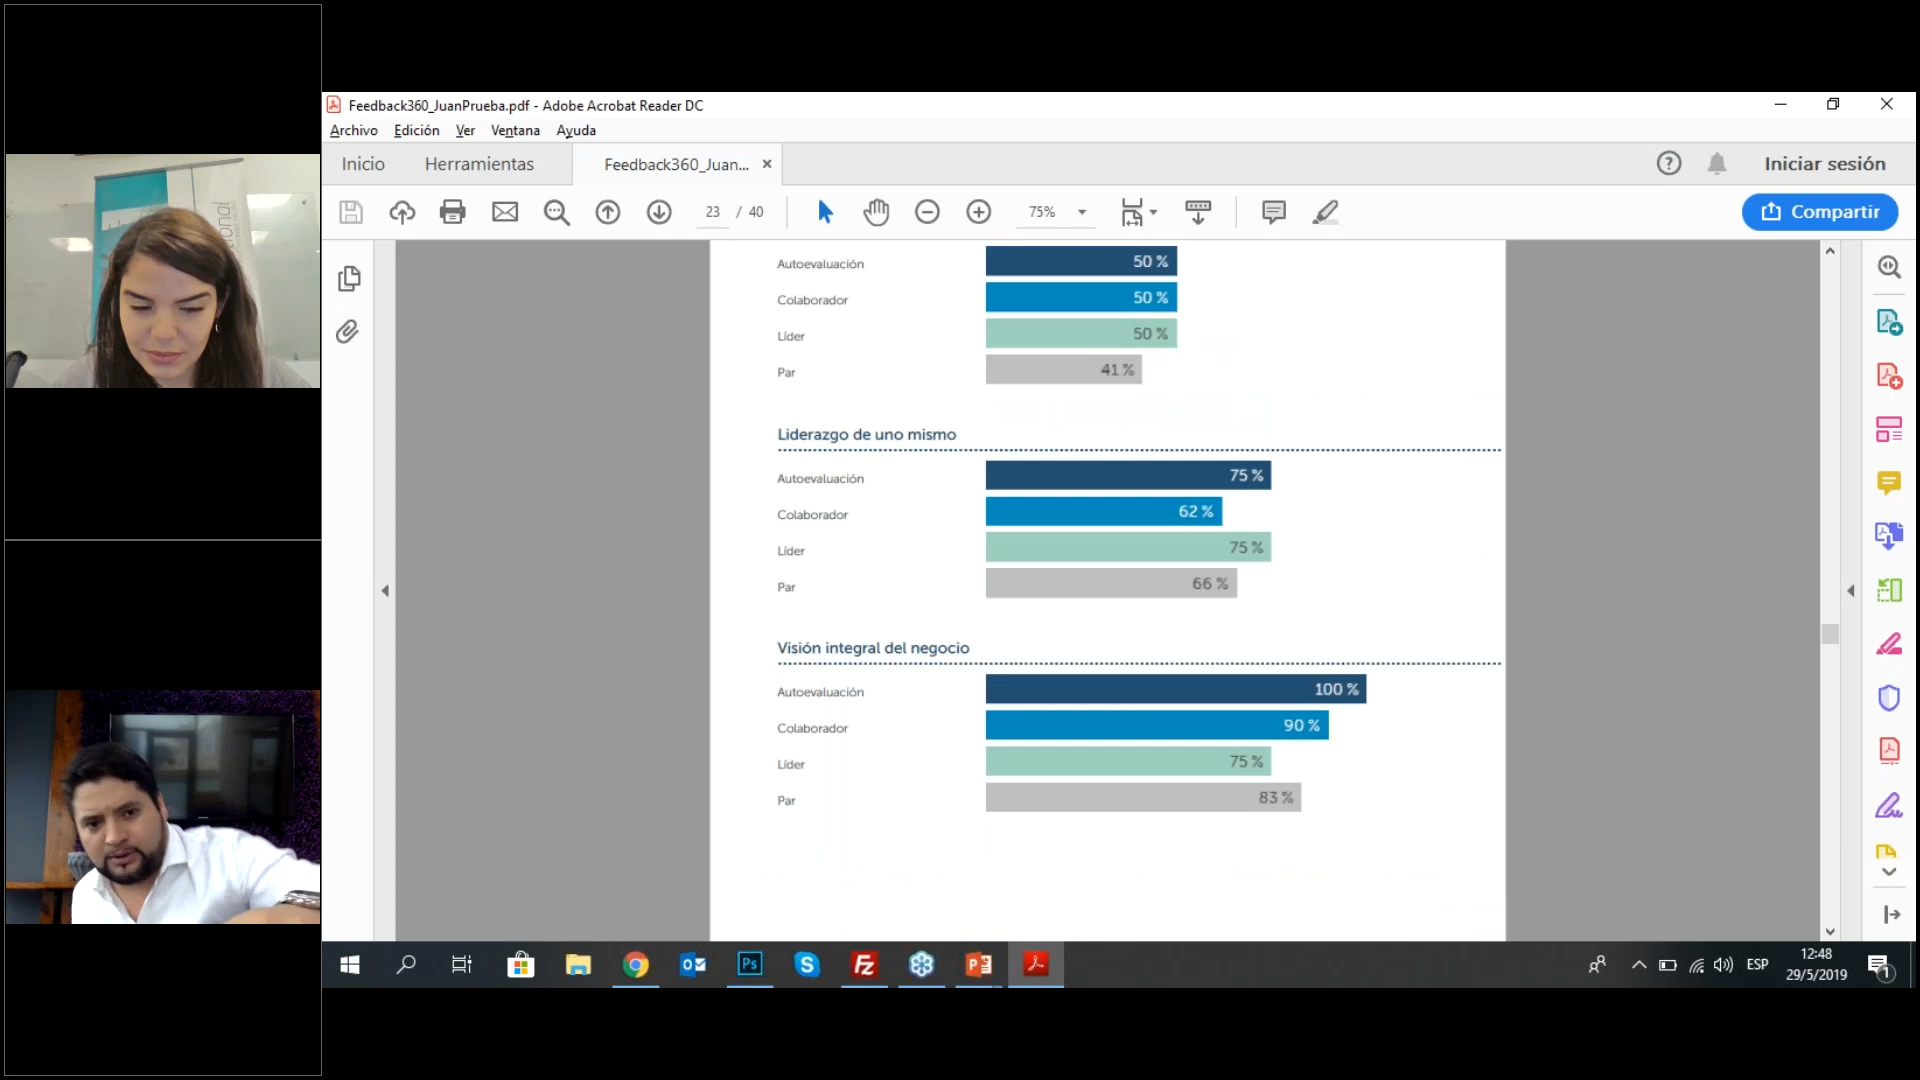 Feedback360_JuanPrueba.pdf - Adobe Acrobat Reader DC
Archivo Edición Ver Ventana Ayuda
Inicio Herramientas Feedback360_Juan... × Iniciar sesión
23 / 40 75% Compartir
Autoevaluación 50 %
Colaborador 50 %
Líder 50 %
Par 41 %
Liderazgo de uno mismo
Autoevaluación 75 %
Colaborador 62 %
Líder 75 %
Par 66 %
Visión integral del negocio
Autoevaluación 100 %
Colaborador 90 %
Líder 75 %
Par 83 %
ESP 12:48
29/5/2019
1